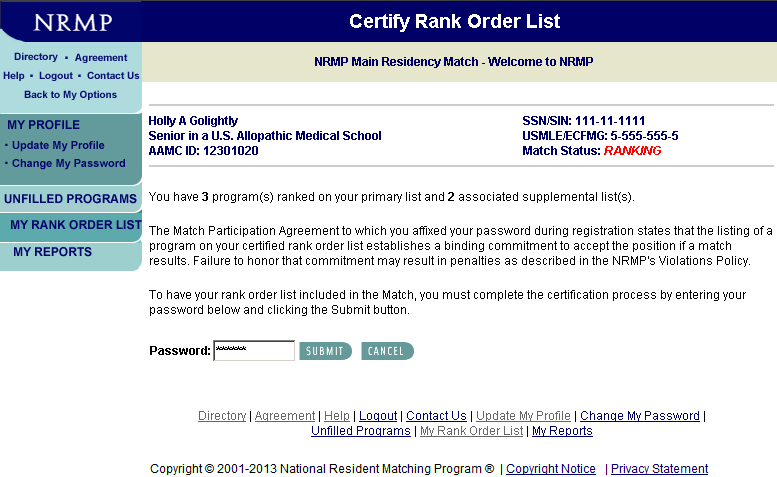 NRMP
Certify Rank Order List
Directory • Agreement
Help • Logout • Contact Us
Back to My Options
NRMP Main Residency Match - Welcome to NRMP
MY PROFILE
• Update My Profile
• Change My Password
UNFILLED PROGRAMS
MY RANK ORDER LIST
MY REPORTS
Holly A Golightly
Senior in a U.S. Allopathic Medical School
AAMC ID: 12301020
SSN/SIN: 111-11-1111
USMLE/ECFMG: 5-555-555-5
Match Status: RANKING
You have 3 program(s) ranked on your primary list and 2 associated supplemental list(s).
The Match Participation Agreement to which you affixed your password during registration states that the listing of a
program on your certified rank order list establishes a binding commitment to accept the position if a match
results. Failure to honor that commitment may result in penalties as described in the NRMP's Violations Policy.
To have your rank order list included in the Match, you must complete the certification process by entering your
password below and clicking the Submit button.
Password: ******* SUBMIT CANCEL
Directory | Agreement | Help | Logout | Contact Us | Update My Profile | Change My Password |
Unfilled Programs | My Rank Order List | My Reports
Copyright © 2001-2013 National Resident Matching Program ® | Copyright Notice | Privacy Statement